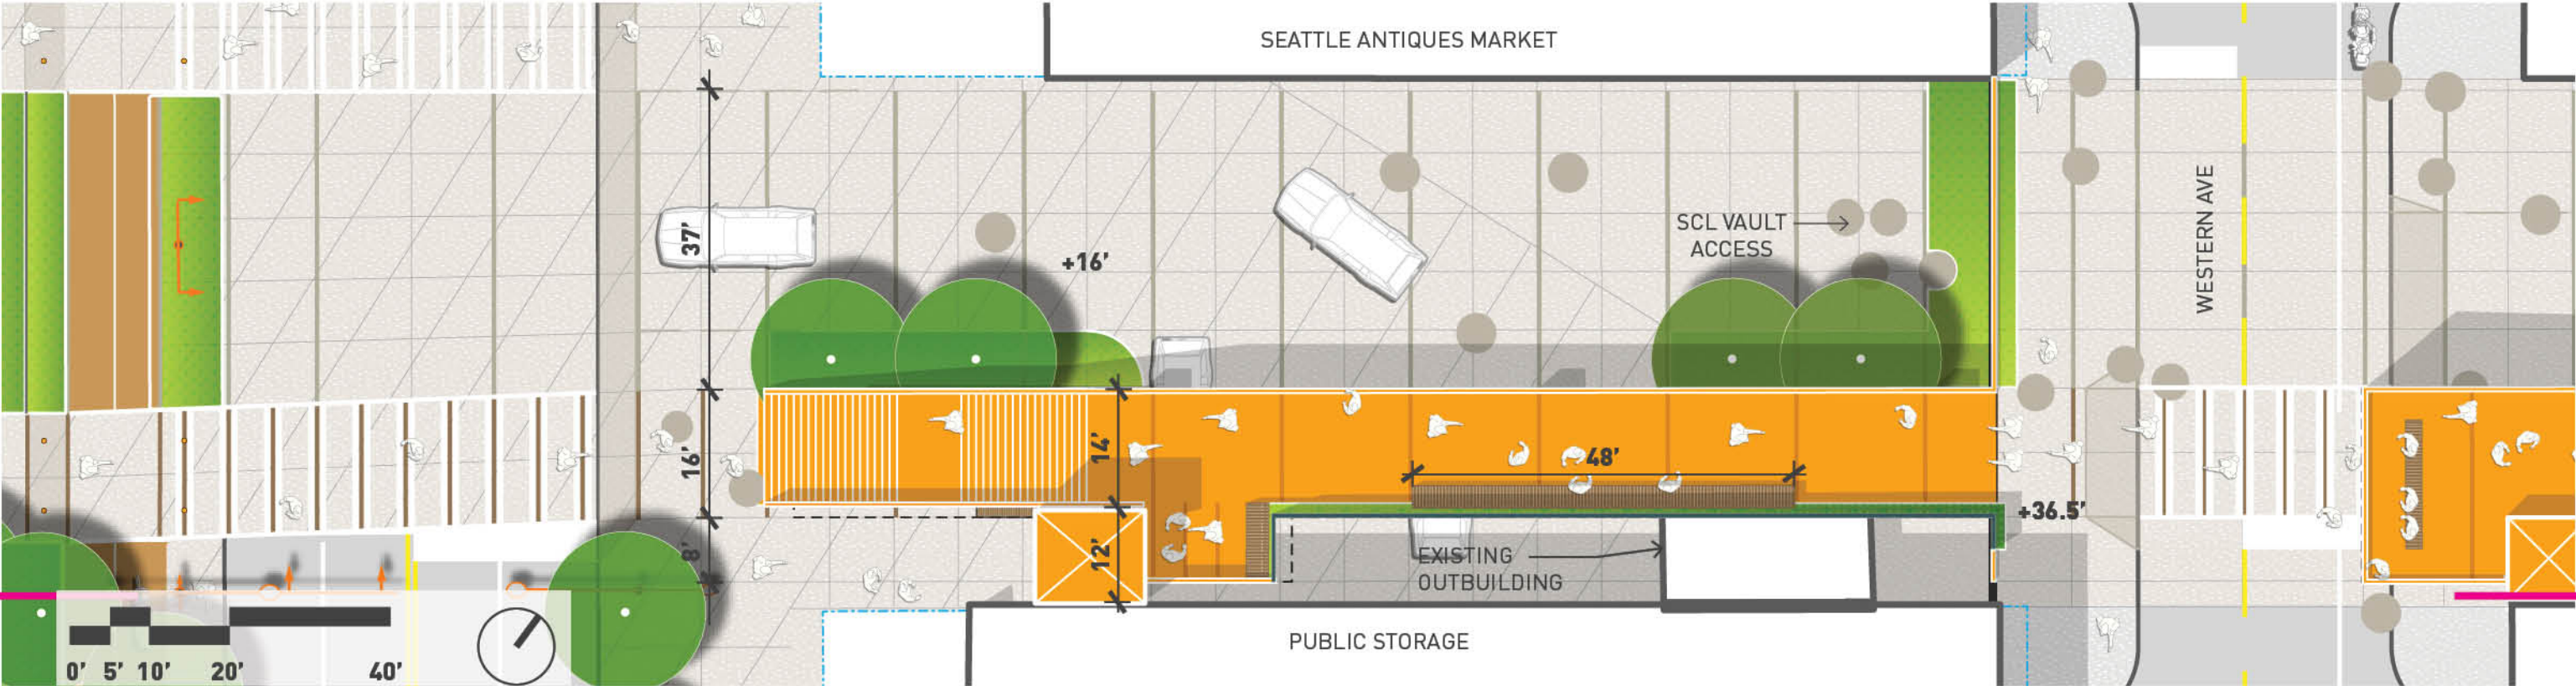 SEATTLE ANTIQUES MARKET
SCL VAULT
ACCESS
WESTERN AVE
37'
+16'
16'
14'
48'
+36.5'
8'
12'
EXISTING
OUTBUILDING
PUBLIC STORAGE
0' 5' 10' 20' 40'